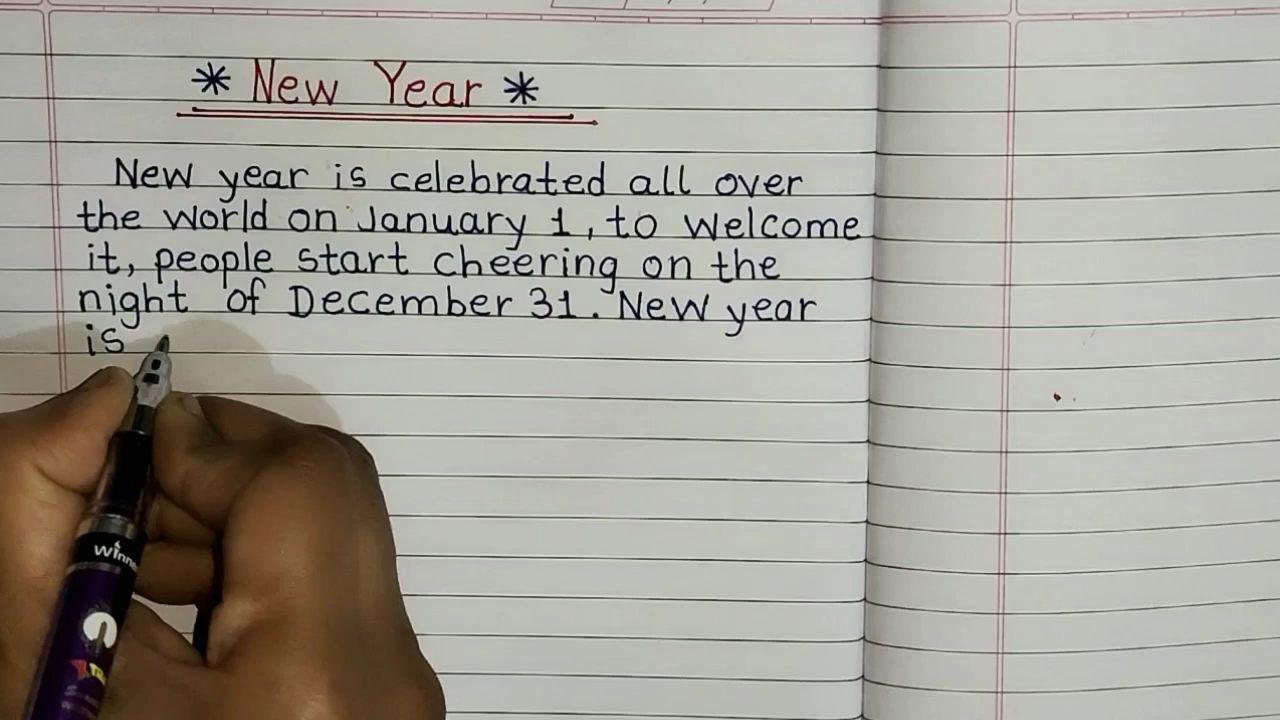 * New Year *
New year is celebrated all over
the world on January 1, to welcome
it, people start cheering on the
night of December 31. New year
is